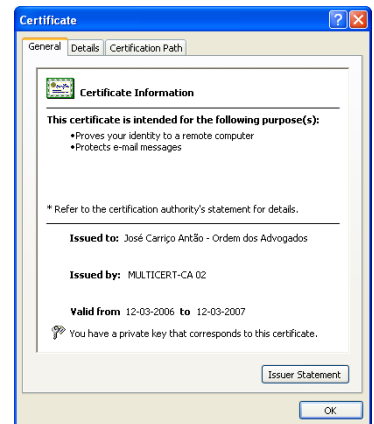 Certificate
General Details Certification Path
Certificate Information
This certificate is intended for the following purpose(s):
•Proves your identity to a remote computer
•Protects e-mail messages
* Refer to the certification authority's statement for details.
Issued to: José Carriço Antão - Ordem dos Advogados
Issued by: MULTICERT-CA 02
Valid from 12-03-2006 to 12-03-2007
You have a private key that corresponds to this certificate.
Issuer Statement
OK